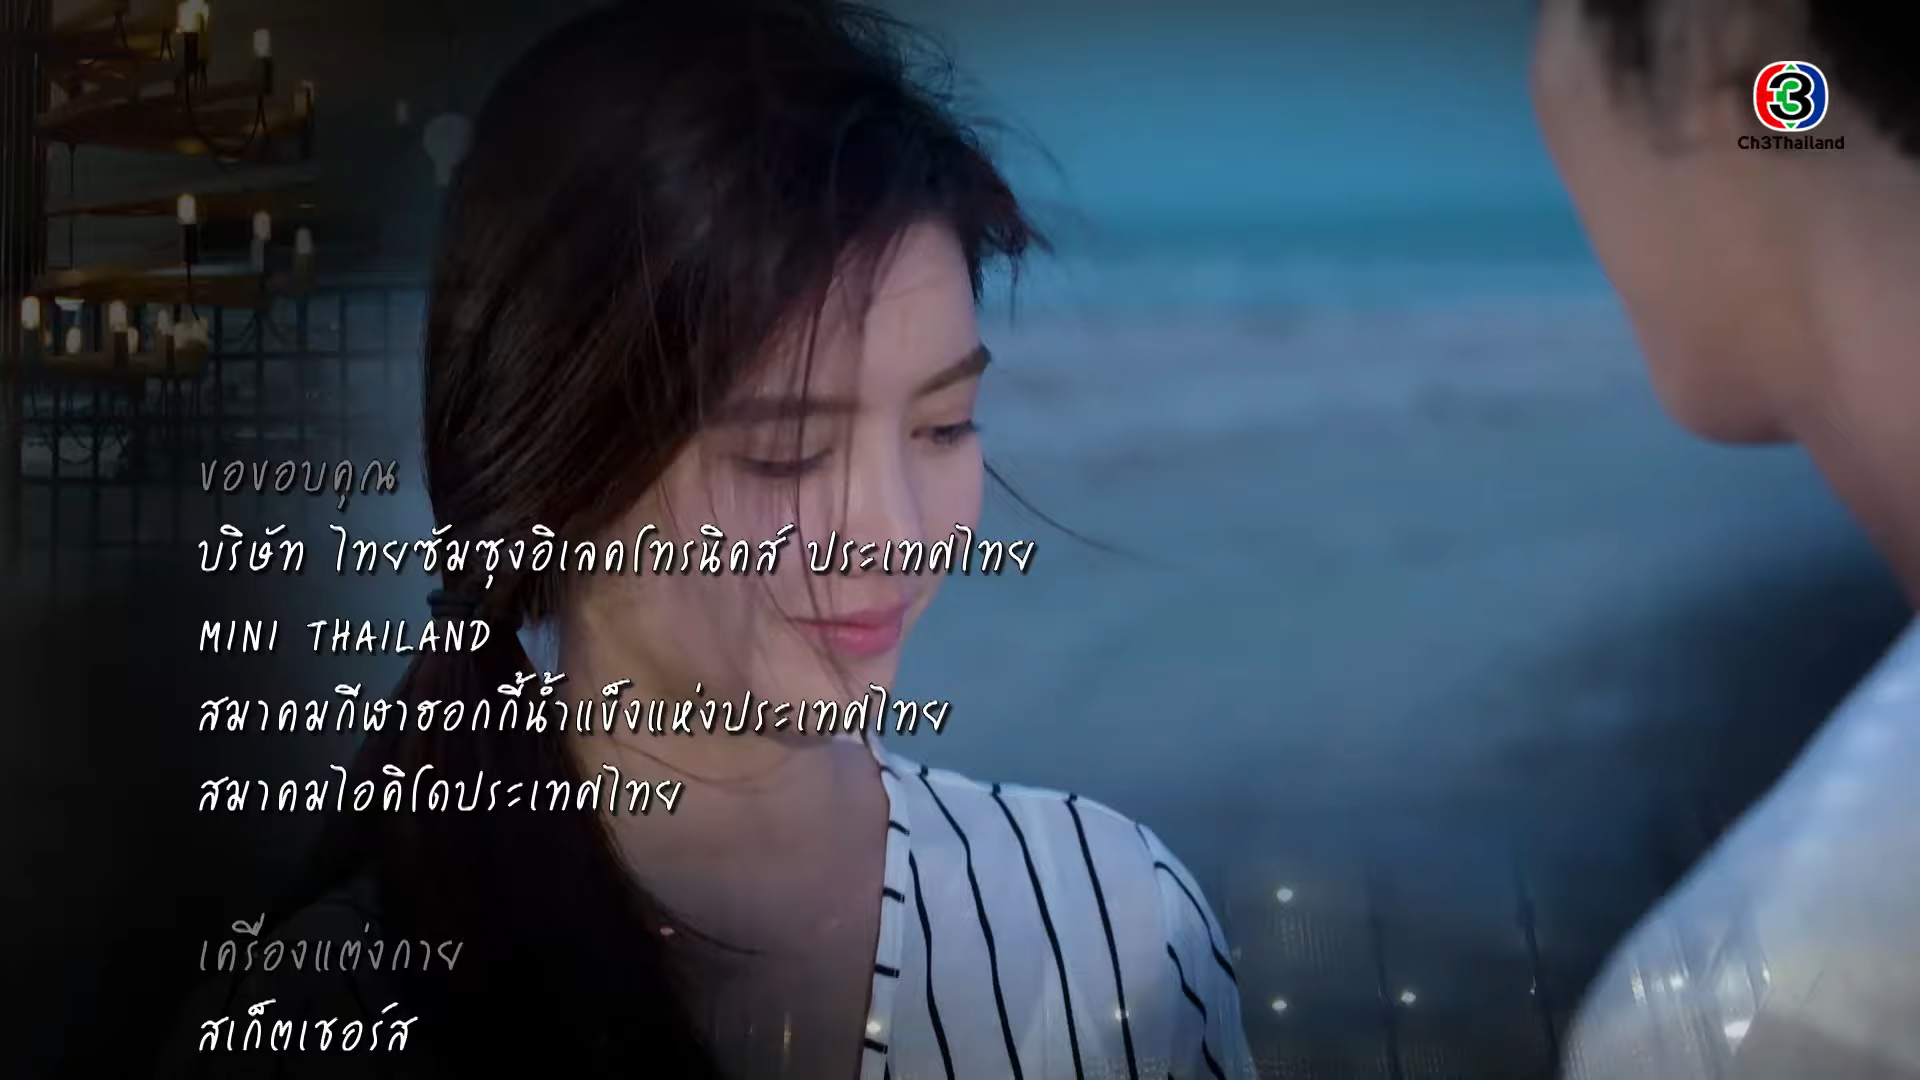 Ch3Thailand
ขอขอบคุณ
บริษัท ไทยซัมซุงอิเลคโทรนิคส์ ประเทศไทย
MINI THAILAND
สมาคมกีฬาฮอกกี้น้ำแข็งแห่งประเทศไทย
สมาคมไอคิโดประเทศไทย
เครื่องแต่งกาย
สเก็ตเชอร์ส